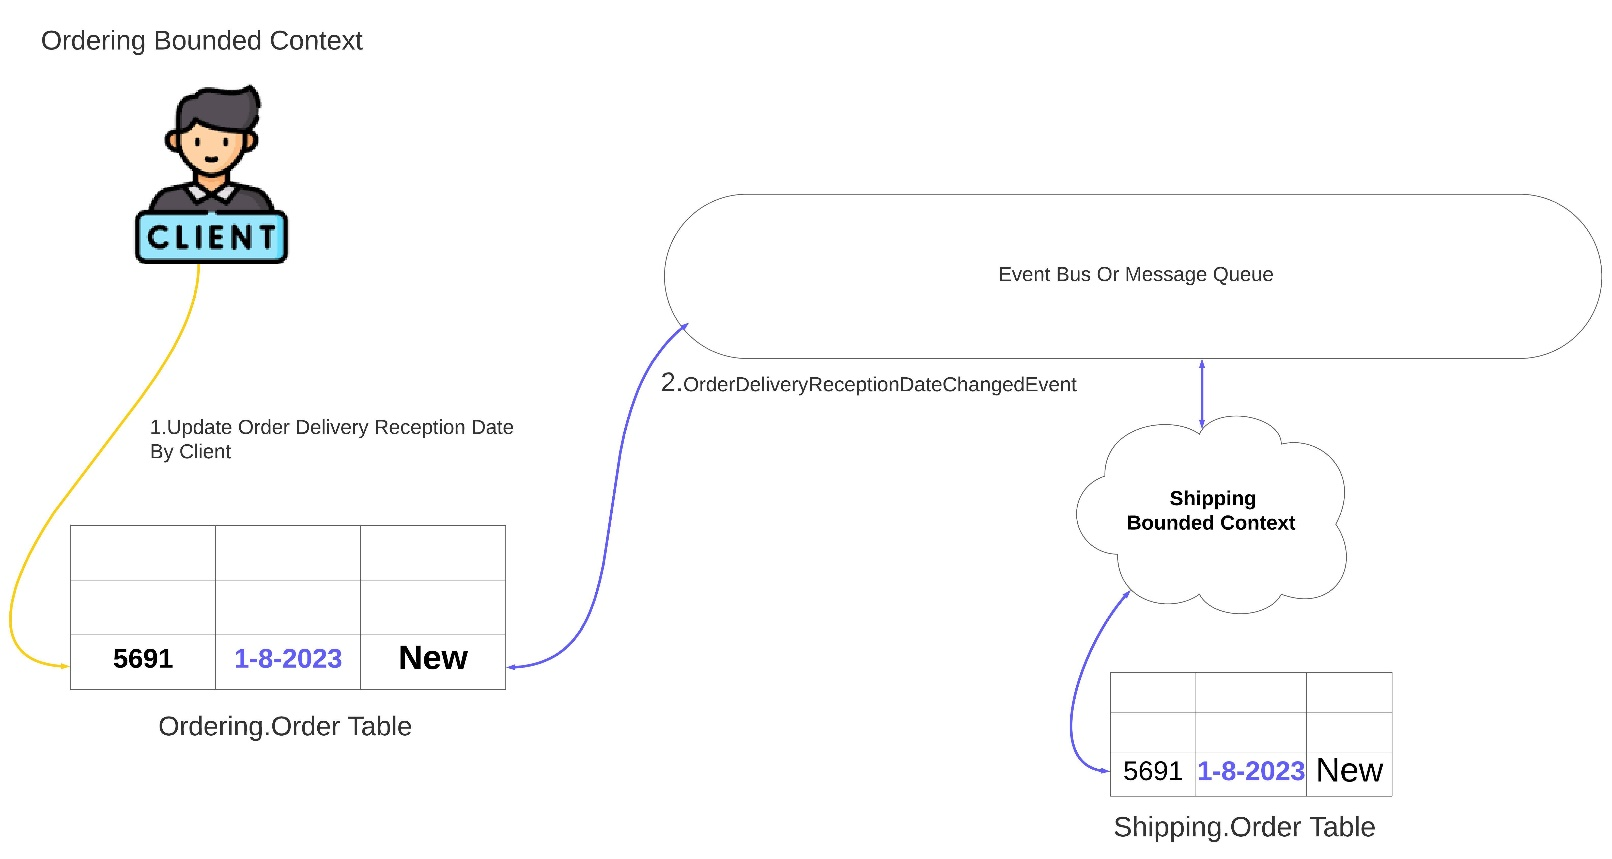 Ordering Bounded Context
CLIENT
Event Bus Or Message Queue
2.OrderDeliveryReceptionDateChangedEvent
1.Update Order Delivery Reception Date
By Client
Shipping
Bounded Context
5691 1-8-2023 New
Ordering.Order Table
5691 1-8-2023 New
Shipping.Order Table